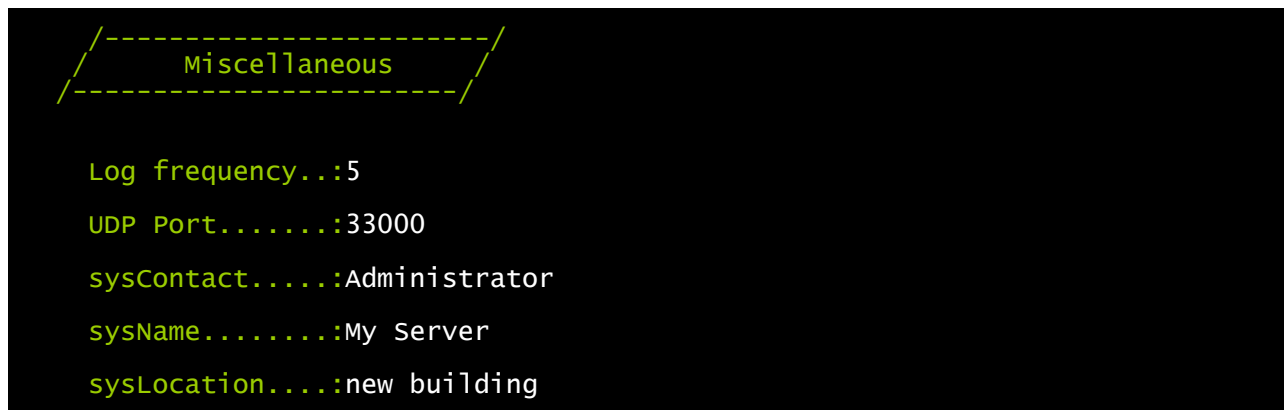 /------------------------/
/ Miscellaneous /
/------------------------/
Log frequency..:5
UDP Port.......:33000
sysContact.....:Administrator
sysName........:My Server
sysLocation....:new building